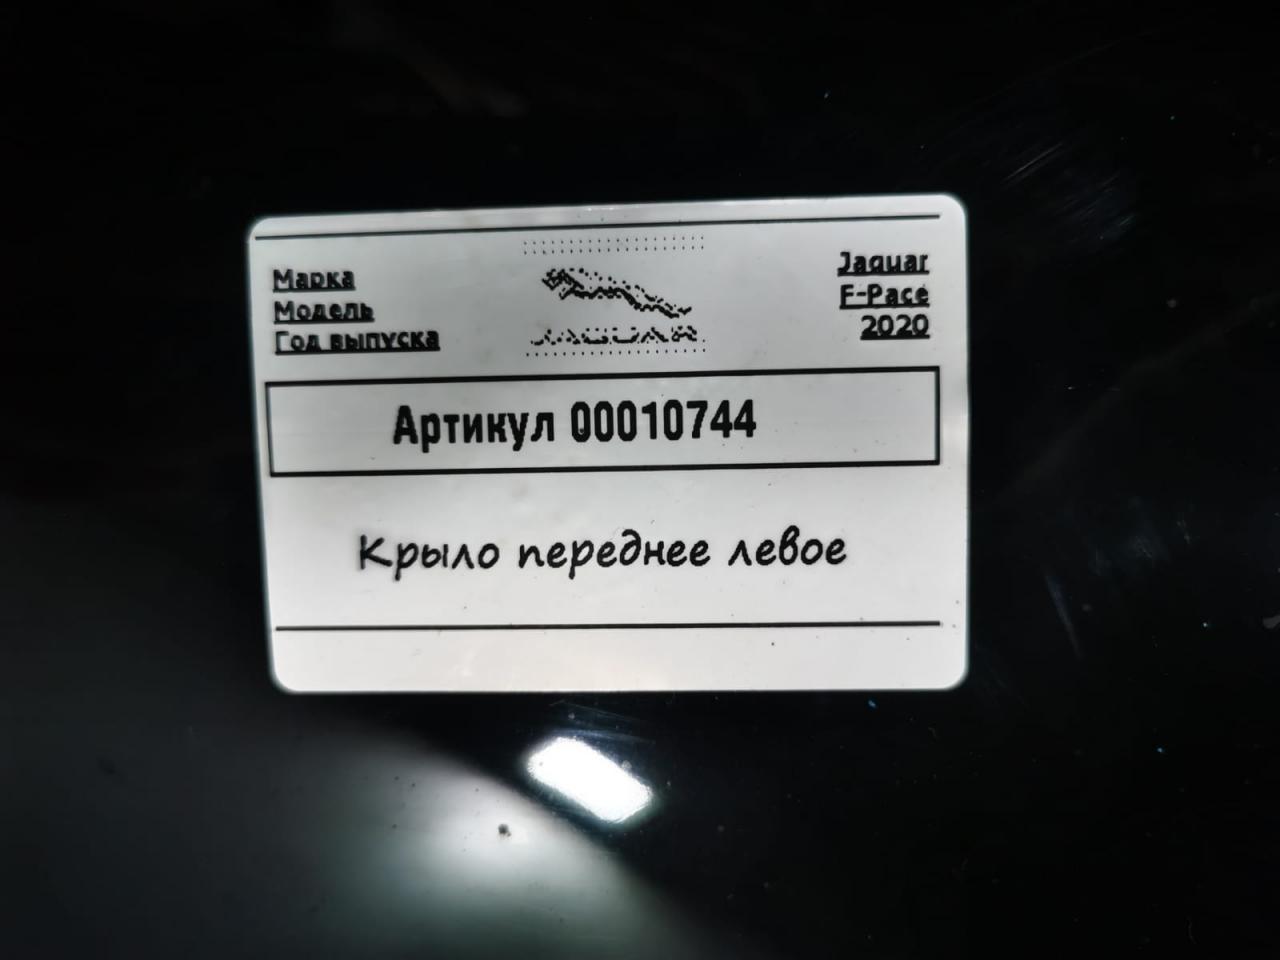 Марка Jaguar
Модель F-Pace
Год выпуска 2020
JAGUAR
Артикул 00010744
Крыло переднее левое